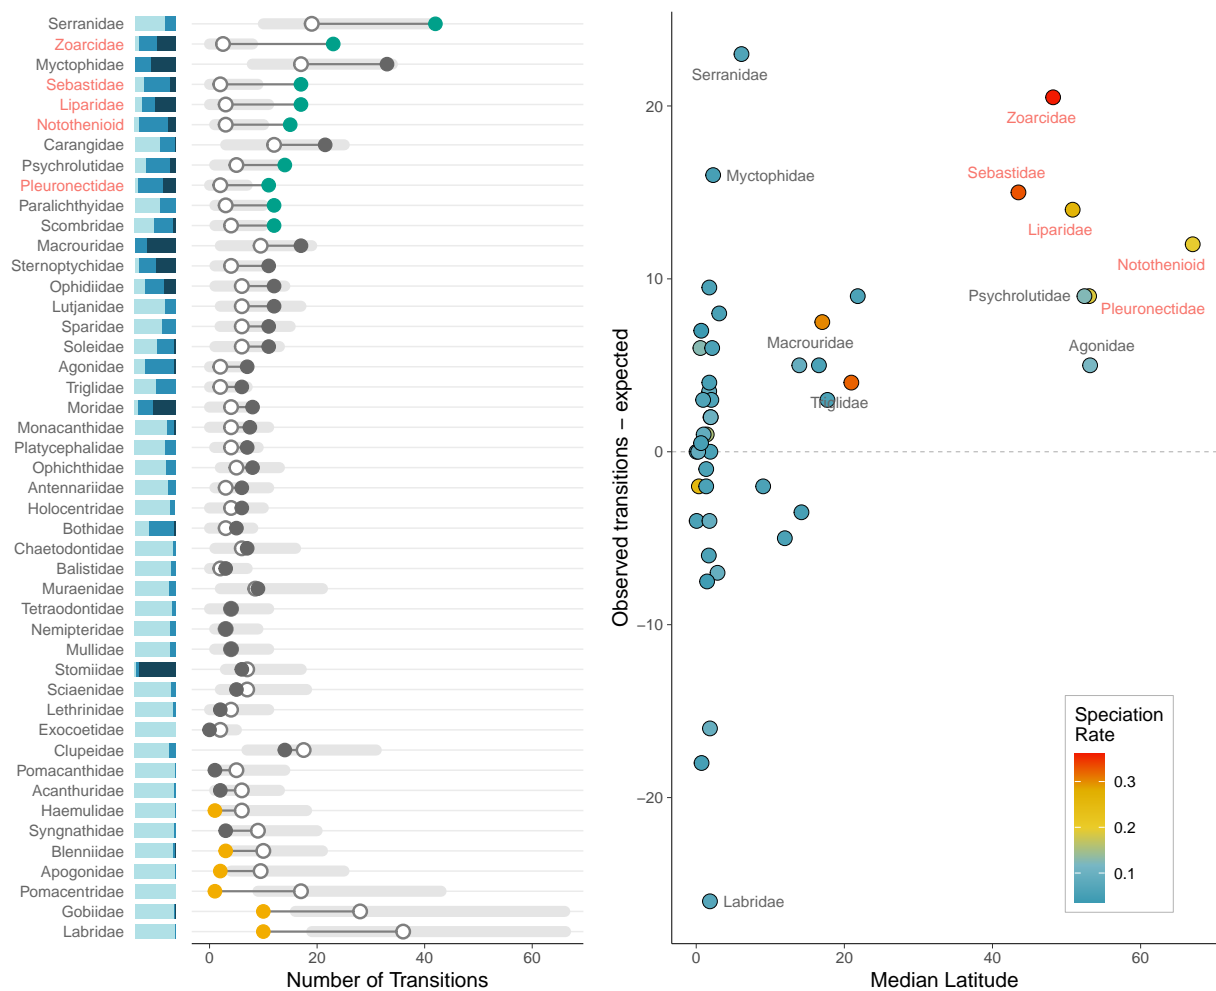 Serranidae
Zoarcidae
Myctophidae
Sebastidae
Liparidae
Notothenioid
Carangidae
Psychrolutidae
Pleuronectidae
Paralichthyidae
Scombridae
Macrouridae
Sternoptychidae
Ophidiidae
Lutjanidae
Sparidae
Soleidae
Agonidae
Triglidae
Moridae
Monacanthidae
Platycephalidae
Ophichthidae
Antennariidae
Holocentridae
Bothidae
Chaetodontidae
Balistidae
Muraenidae
Tetraodontidae
Nemipteridae
Mullidae
Stomiidae
Sciaenidae
Lethrinidae
Exocoetidae
Clupeidae
Pomacanthidae
Acanthuridae
Haemulidae
Syngnathidae
Blenniidae
Apogonidae
Pomacentridae
Gobiidae
Labridae
0 20 40 60
Number of Transitions
Observed transitions − expected
20
10
0
−10
−20
Serranidae
Zoarcidae
Myctophidae
Sebastidae
Liparidae
Notothenioid
Psychrolutidae
Pleuronectidae
Macrouridae
Agonidae
Triglidae
Labridae
Speciation
Rate
0.3
0.2
0.1
0 20 40 60
Median Latitude